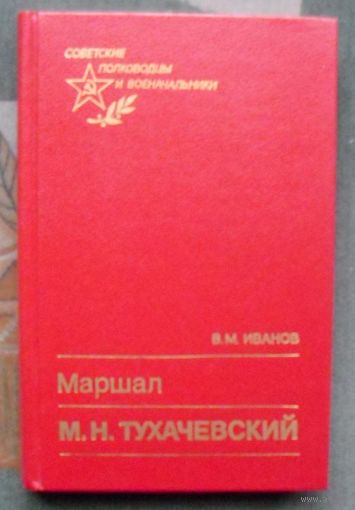 СОВЕТСКИЕ
ПОЛКОВОДЦЫ
И ВОЕНАЧАЛЬНИКИ
В.М. ИВАНОВ
Маршал
М.Н. ТУХАЧЕВСКИЙ